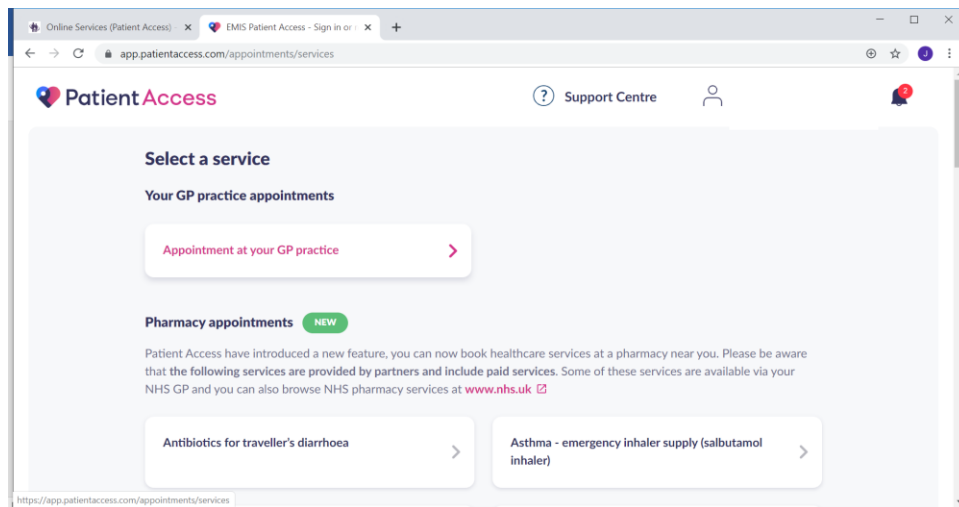 Online Services (Patient Access) -
EMIS Patient Access - Sign in or
app.patientaccess.com/appointments/services
J
Patient Access
? Support Centre
2
Select a service
Your GP practice appointments
Appointment at your GP practice
Pharmacy appointments NEW
Patient Access have introduced a new feature, you can now book healthcare services at a pharmacy near you. Please be aware
that the following services are provided by partners and include paid services. Some of these services are available via your
NHS GP and you can also browse NHS pharmacy services at www.nhs.uk
Antibiotics for traveller's diarrhoea
Asthma - emergency inhaler supply (salbutamol
inhaler)
https://app.patientaccess.com/appointments/services